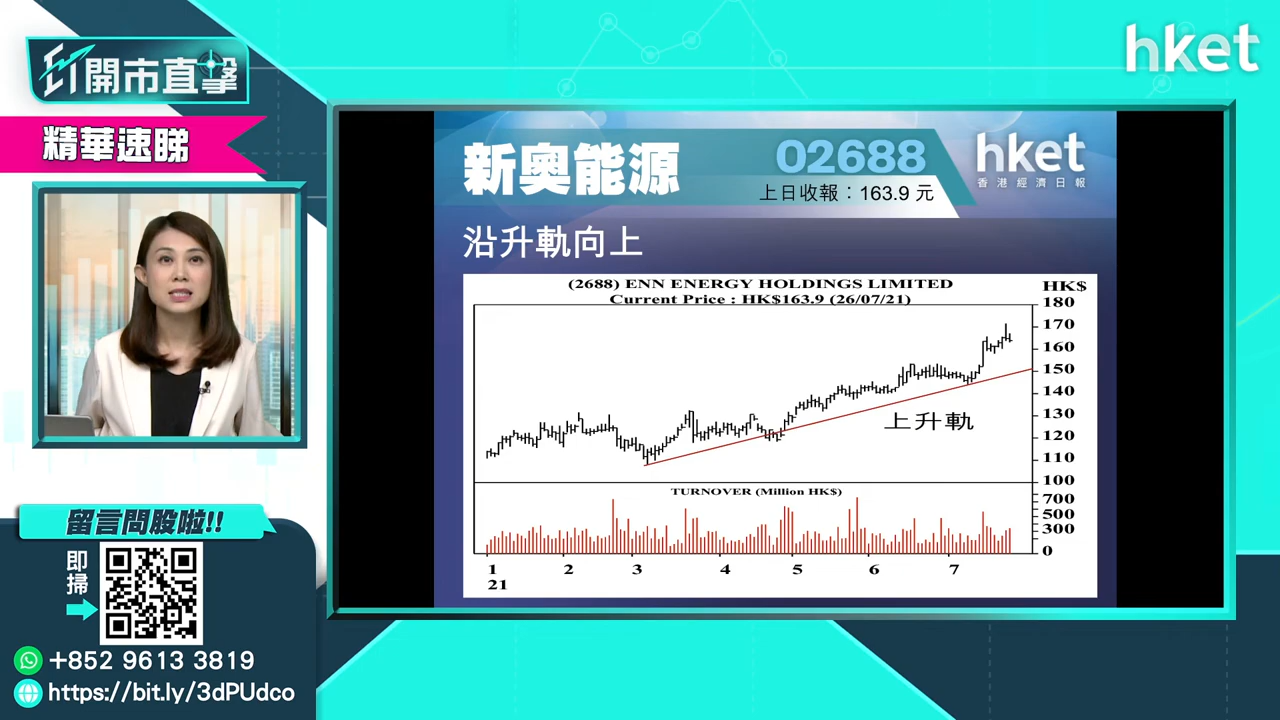 ET開市直擊
hket
精華速睇
新奧能源
02688
上日收報：163.9 元
hket
香港經濟日報
沿升軌向上
(2688) ENN ENERGY HOLDINGS LIMITED
Current Price : HK$163.9 (26/07/21)
HK$
180
170
160
150
140
130
120
110
100
上升軌
TURNOVER (Million HK$)
700
500
300
0
1 2 3 4 5 6 7
21
留言問股啦!!
即掃
+852 9613 3819
https://bit.ly/3dPUdco